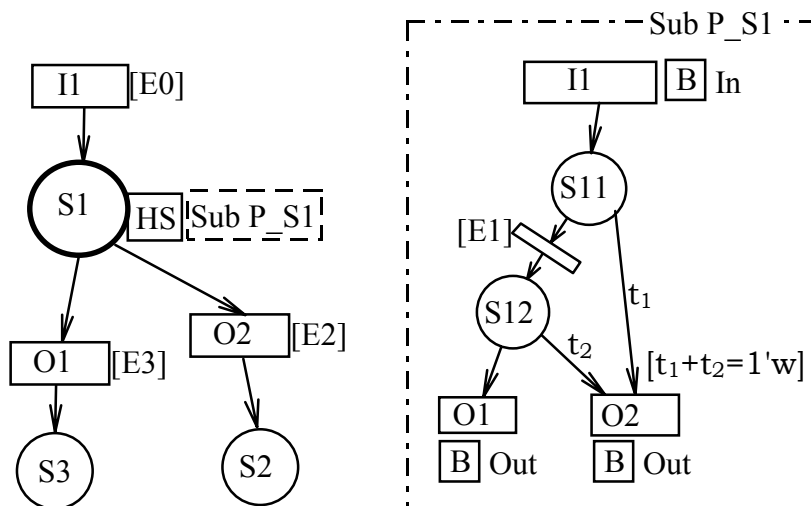 I1 [E0]
S1
HS Sub P_S1
O1 [E3]
O2 [E2]
S3
S2
Sub P_S1
I1 B In
S11
[E1]
S12
t₁
t₂
[t₁+t₂=1'w]
O1
O2
B Out
B Out